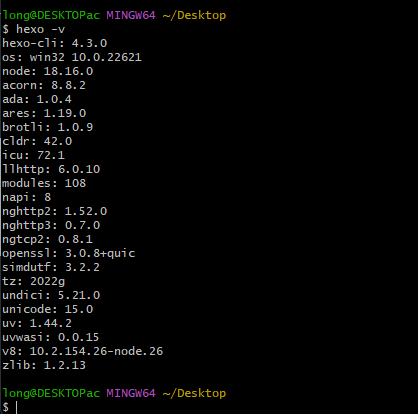 long@DESKTOPac MINGW64 ~/Desktop
$ hexo -v
hexo-cli: 4.3.0
os: win32 10.0.22621
node: 18.16.0
acorn: 8.8.2
ada: 1.0.4
ares: 1.19.0
brotli: 1.0.9
cldr: 42.0
icu: 72.1
llhttp: 6.0.10
modules: 108
napi: 8
nghttp2: 1.52.0
nghttp3: 0.7.0
ngtcp2: 0.8.1
openssl: 3.0.8+quic
simdutf: 3.2.2
tz: 2022g
undici: 5.21.0
unicode: 15.0
uv: 1.44.2
uvwasi: 0.0.15
v8: 10.2.154.26-node.26
zlib: 1.2.13
long@DESKTOPac MINGW64 ~/Desktop
$